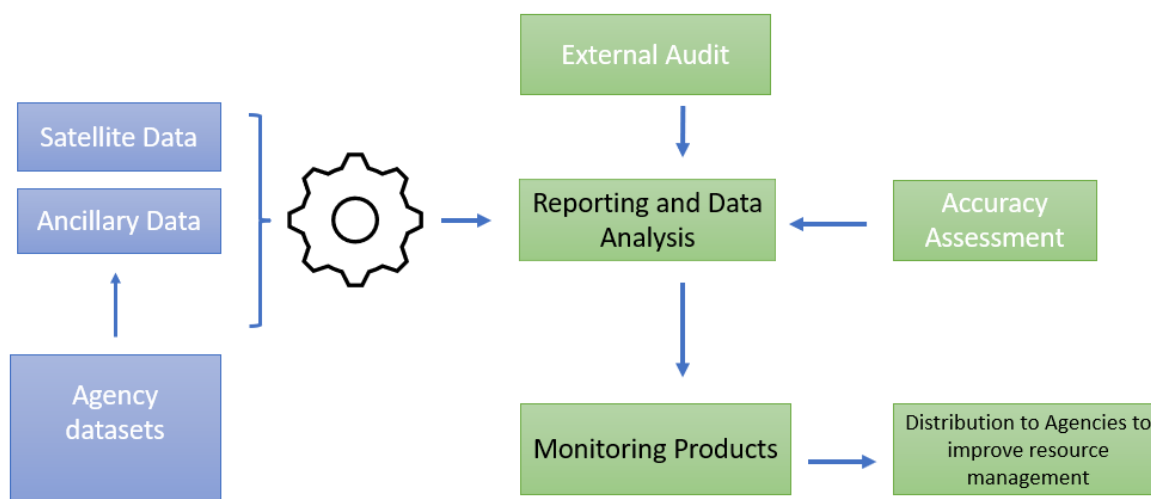 External Audit
Satellite Data
Ancillary Data
Reporting and Data
Analysis
Accuracy
Assessment
Agency
datasets
Monitoring Products
Distribution to Agencies to
improve resource
management